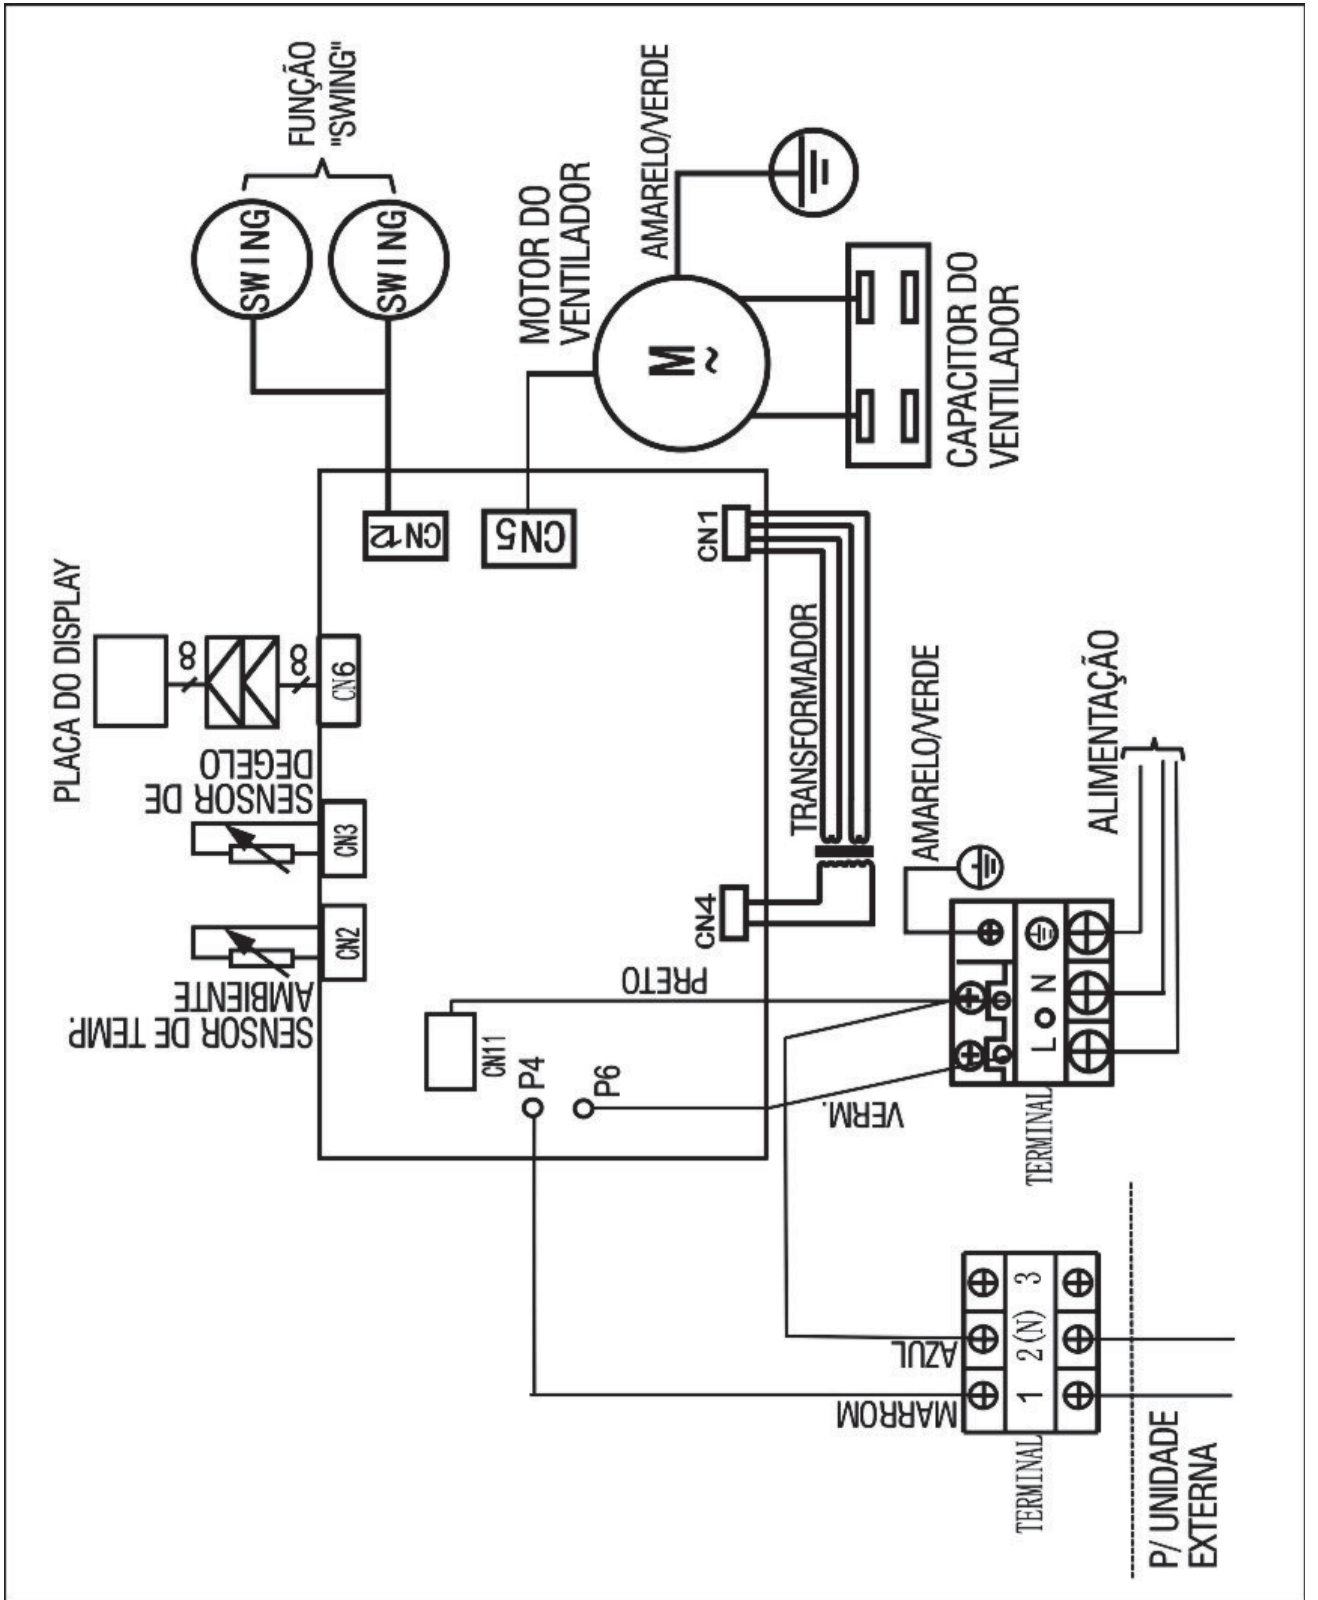 FUNÇÃO
"SWING"
SWING
SWING
MOTOR DO
VENTILADOR
AMARELO/VERDE
M
~
CAPACITOR DO
VENTILADOR
PLACA DO DISPLAY
8
8
CN6
CN12
CN5
CN1
SENSOR DE
DEGELO
CN3
SENSOR DE TEMP.
AMBIENTE
CN2
TRANSFORMADOR
CN4
PRETO
CN11
P4
P6
VERM.
AMARELO/VERDE
ALIMENTAÇÃO
L
N
TERMINAL
AZUL
MARROM
1
2(N)
3
TERMINAL
P/ UNIDADE
EXTERNA